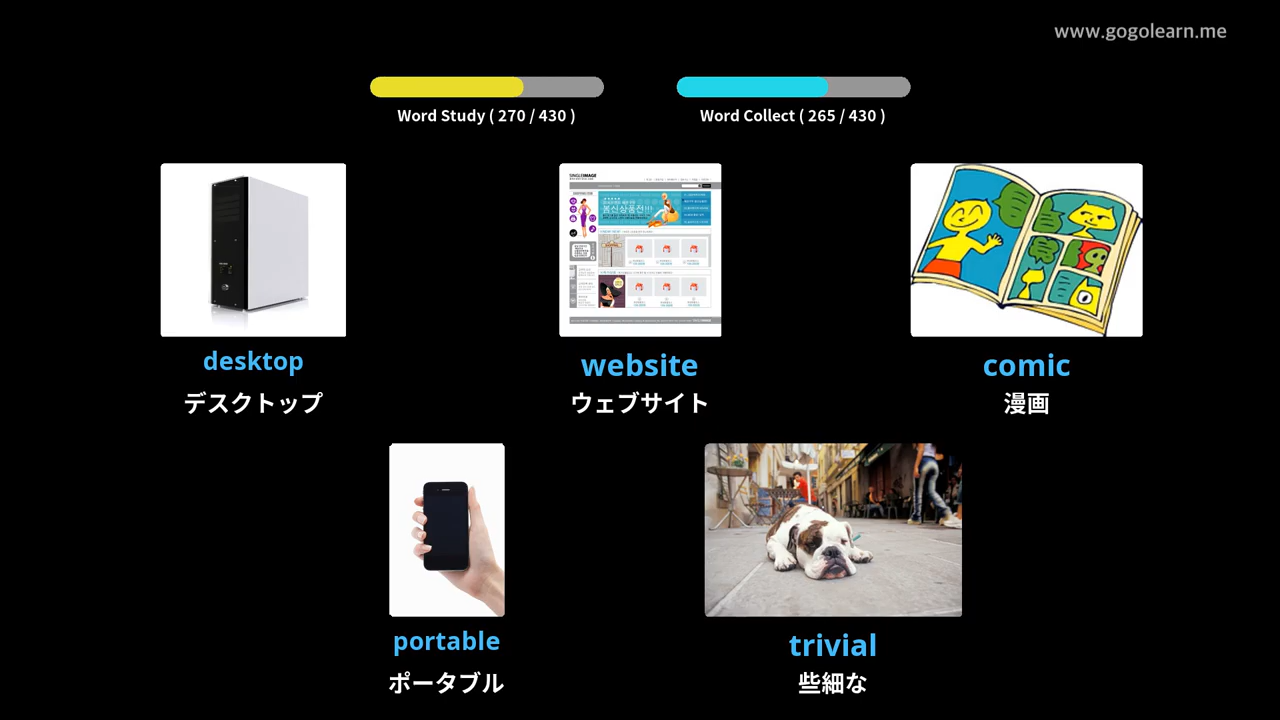 www.gogolearn.me
Word Study ( 270 / 430 )
Word Collect ( 265 / 430 )
desktop
デスクトップ
website
ウェブサイト
comic
漫画
portable
ポータブル
trivial
些細な